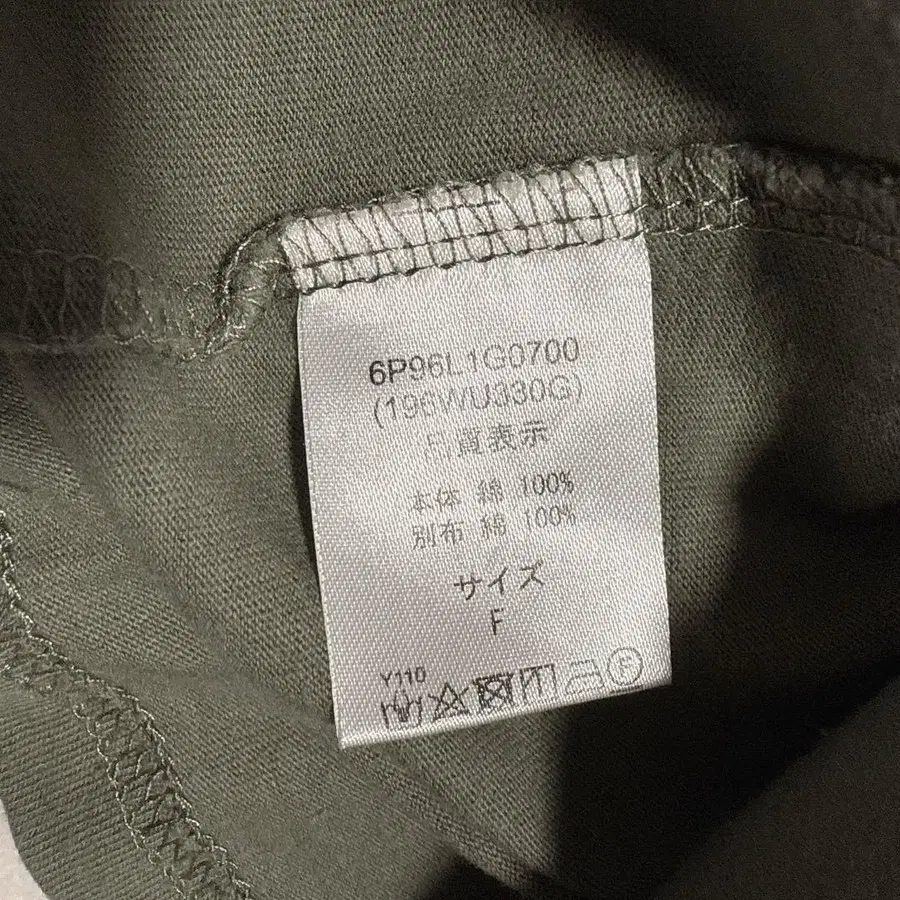 6P96L1G0700
(196WU330G)
品質表示
本体 綿 100%
別布 綿 100%
サイズ
F
Y110
F